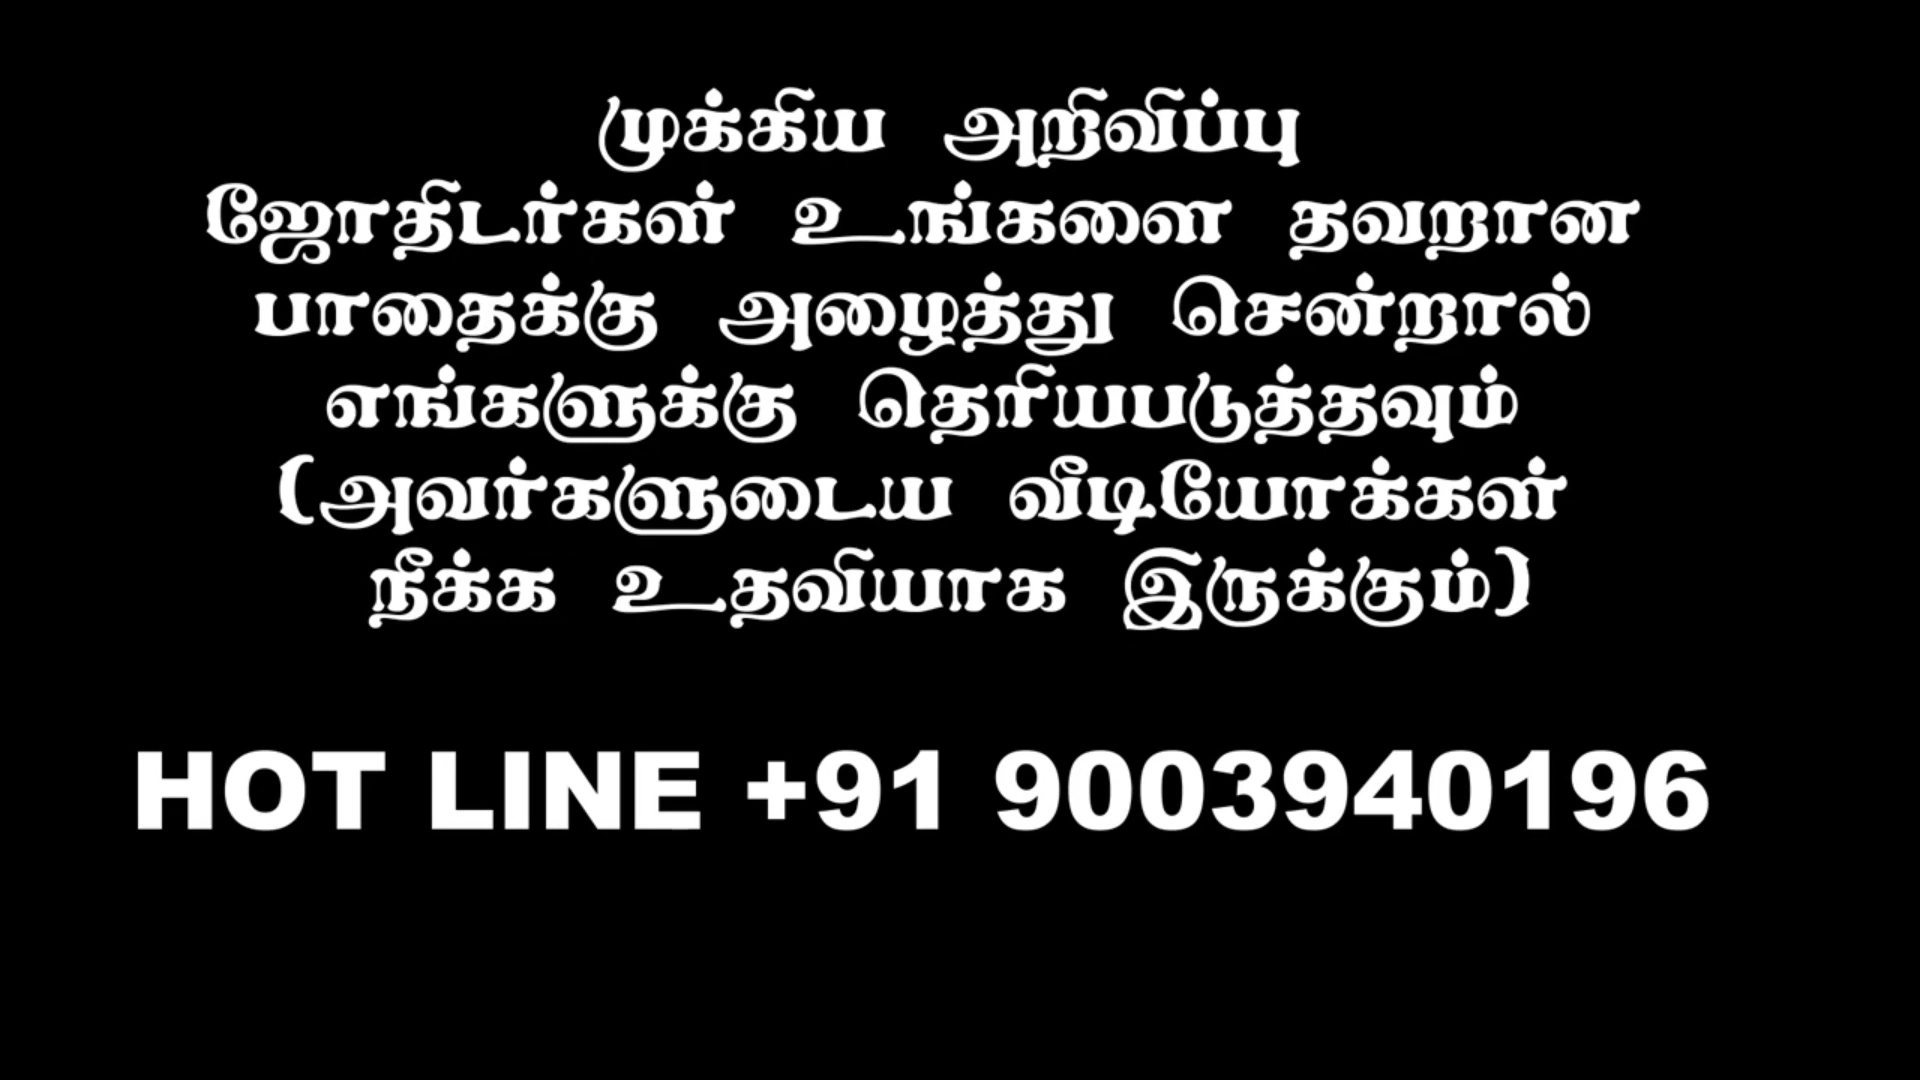 முக்கிய அறிவிப்பு
ஜோதிடர்கள் உங்களை தவறான
பாதைக்கு அழைத்து சென்றால்
எங்களுக்கு தெரியபடுத்தவும்
(அவர்களுடைய வீடியோக்கள்
நீக்க உதவியாக இருக்கும்)
HOT LINE +91 9003940196